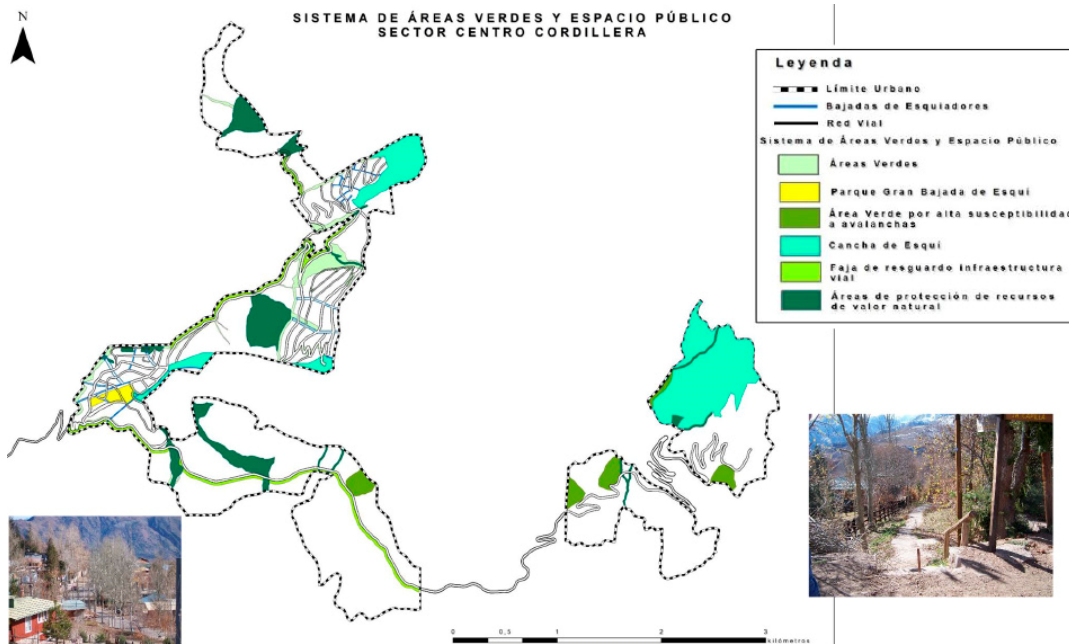 SISTEMA DE ÁREAS VERDES Y ESPACIO PÚBLICO
SECTOR CENTRO CORDILLERA
N
Leyenda
Límite Urbano
Bajadas de Esquiadores
Red Vial
Sistema de Áreas Verdes y Espacio Público
Áreas Verdes
Parque Gran Bajada de Esquí
Área Verde por alta susceptibilidad
a avalanchas
Cancha de Esquí
Faja de resguardo infraestructura
vial
Áreas de protección de recursos
de valor natural
0 0,5 1 2 3
kilómetros